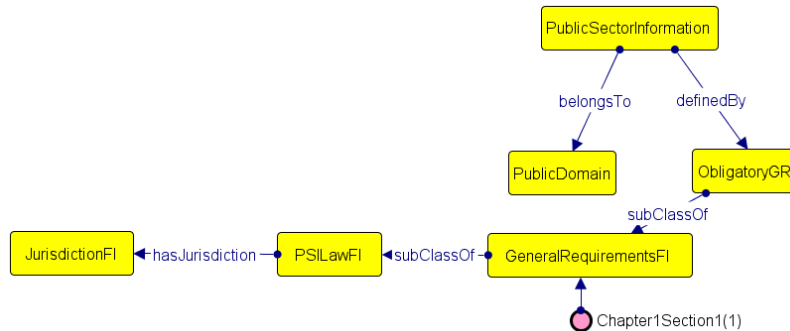 PublicSectorInformation
belongsTo
definedBy
PublicDomain
ObligatoryGR
subClassOf
JurisdictionFI
hasJurisdiction
PSILawFI
subClassOf
GeneralRequirementsFI
Chapter1Section1(1)